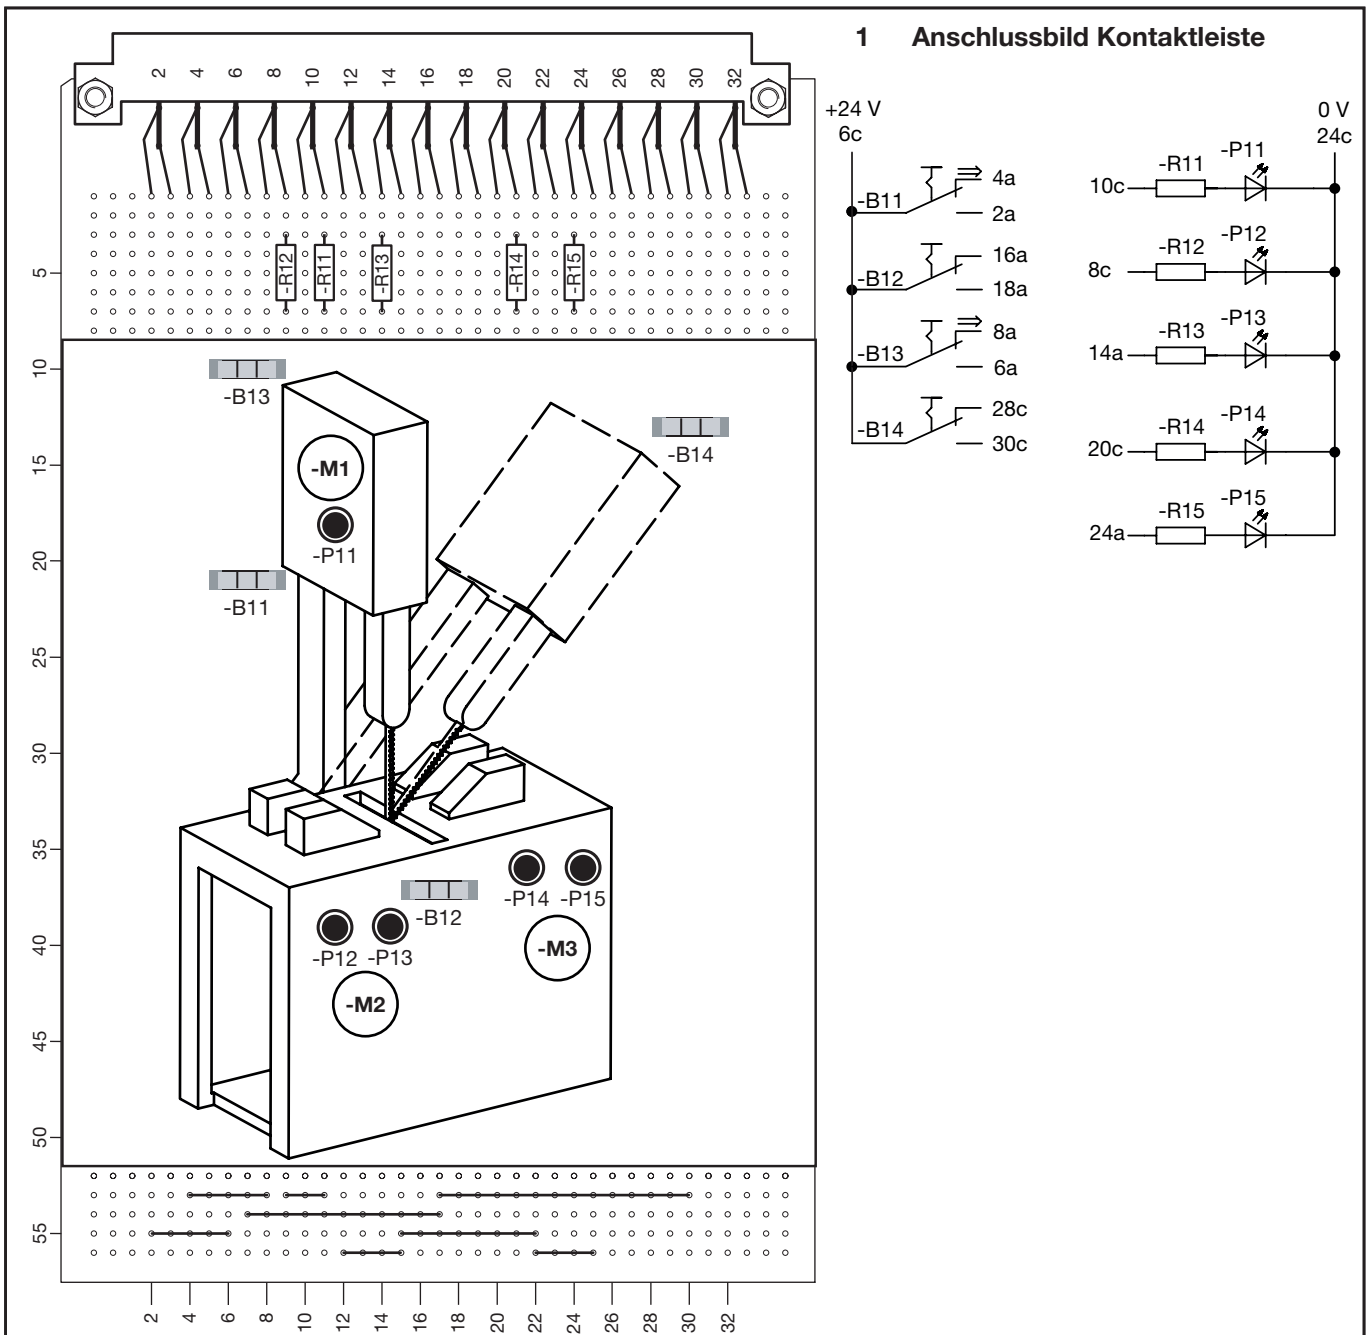 1 Anschlussbild Kontaktleiste
2 4 6 8 10 12 14 16 18 20 22 24 26 28 30 32
-R12 -R11 -R13 -R14 -R15
5
10
15
20
25
30
35
40
45
50
55
-B13
-M1
-P11
-B14
-B11
-P14 -P15
-B12
-P12 -P13
-M3
-M2
2 4 6 8 10 12 14 16 18 20 22 24 26 28 30 32
+24 V
6c
-B11 4a
2a
-B12 16a
18a
-B13 8a
6a
-B14 28c
30c
0 V
24c
10c -R11 -P11
8c -R12 -P12
14a -R13 -P13
20c -R14 -P14
24a -R15 -P15